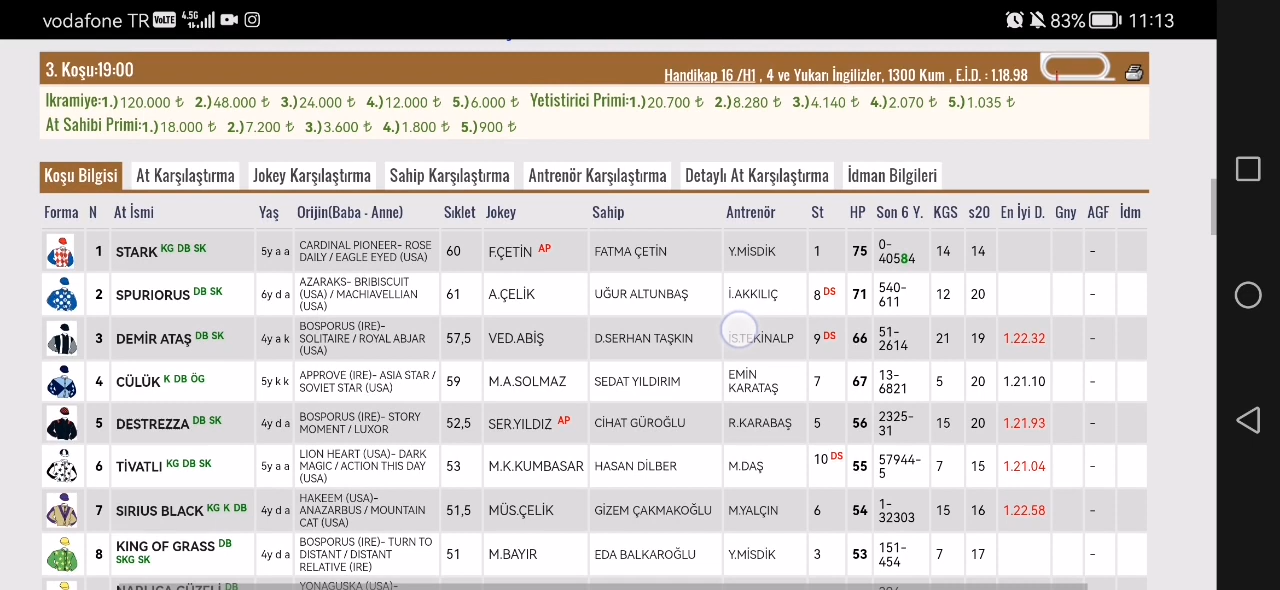 vodafone TR VoLTE 4.5G 83% 11:13
3. Koşu:19:00
Handikap 16 /H1 , 4 ve Yukarı İngilizler, 1300 Kum , E.İ.D. : 1.18.98
İkramiye:1.)120.000 ₺ 2.)48.000 ₺ 3.)24.000 ₺ 4.)12.000 ₺ 5.)6.000 ₺ Yetistirici Primi:1.)20.700 ₺ 2.)8.280 ₺ 3.)4.140 ₺ 4.)2.070 ₺ 5.)1.035 ₺
At Sahibi Primi:1.)18.000 ₺ 2.)7.200 ₺ 3.)3.600 ₺ 4.)1.800 ₺ 5.)900 ₺
Koşu Bilgisi At Karşılaştırma Jokey Karşılaştırma Sahip Karşılaştırma Antrenör Karşılaştırma Detaylı At Karşılaştırma İdman Bilgileri
Forma N At İsmi Yaş Orijin(Baba - Anne) Sıklet Jokey Sahip Antrenör St HP Son 6 Y. KGS s20 En İyi D. Gny AGF İdm
1 STARK KG DB SK 5y a a CARDINAL PIONEER- ROSE 60 F.ÇETİN AP FATMA ÇETİN Y.MİSDİK 1 75 0- 14 14 -
DAILY / EAGLE EYED (USA) 40584
2 SPURIORUS DB SK 6y d a AZARAKS- BRIBISCUIT 61 A.ÇELİK UĞUR ALTUNBAŞ İ.AKKILIÇ 8 DS 71 540- 12 20 -
(USA) / MACHIAVELLIAN 611
(USA)
3 DEMİR ATAŞ DB SK 4y a k BOSPORUS (IRE)- 57,5 VED.ABİŞ D.SERHAN TAŞKIN İS.TEKİNALP 9 DS 66 51- 21 19 1.22.32 -
SOLITAIRE / ROYAL ABJAR 2614
(USA)
4 CÜLÜK K DB ÖG 5y k k APPROVE (IRE)- ASIA STAR / 59 M.A.SOLMAZ SEDAT YILDIRIM EMİN 7 67 13- 5 20 1.21.10 -
SOVIET STAR (USA) KARATAŞ 6821
5 DESTREZZA DB SK 4y d a BOSPORUS (IRE)- STORY 52,5 SER.YILDIZ AP CİHAT GÜROĞLU R.KARABAŞ 5 56 2325- 15 20 1.21.93 -
MOMENT / LUXOR 31
6 TİVATLI KG DB SK 5y a a LION HEART (USA)- DARK 53 M.K.KUMBASAR HASAN DİLBER M.DAŞ 10 DS 55 57944- 7 15 1.21.04 -
MAGIC / ACTION THIS DAY 5
(USA)
7 SIRIUS BLACK KG K DB 4y d a HAKEEM (USA)- 51,5 MÜS.ÇELİK GİZEM ÇAKMAKOĞLU M.YALÇIN 6 54 1- 15 16 1.22.58 -
ANAZARBUS / MOUNTAIN 32303
CAT (USA)
8 KING OF GRASS DB 4y d a BOSPORUS (IRE)- TURN TO 51 M.BAYIR EDA BALKAROĞLU Y.MİSDİK 3 53 151- 7 17 -
SKG SK DISTANT / DISTANT 454
RELATIVE (IRE)
YONAGUSKA (USA)-